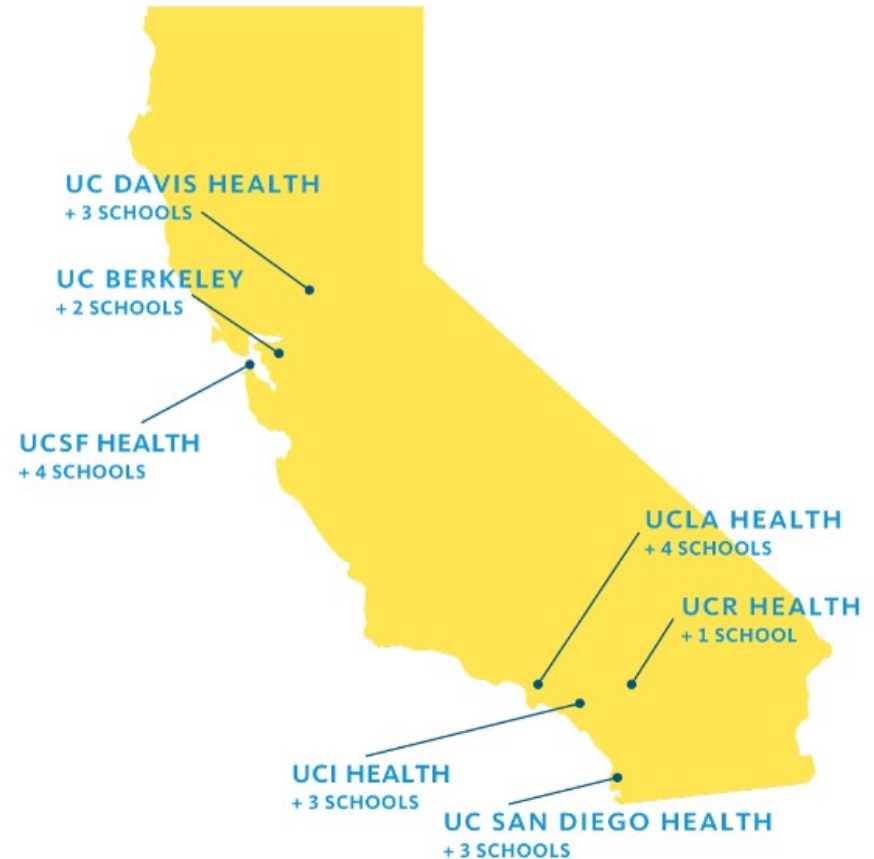 UC DAVIS HEALTH
+ 3 SCHOOLS
UC BERKELEY
+ 2 SCHOOLS
UCSF HEALTH
+ 4 SCHOOLS
UCLA HEALTH
+ 4 SCHOOLS
UCR HEALTH
+ 1 SCHOOL
UCI HEALTH
+ 3 SCHOOLS
UC SAN DIEGO HEALTH
+ 3 SCHOOLS